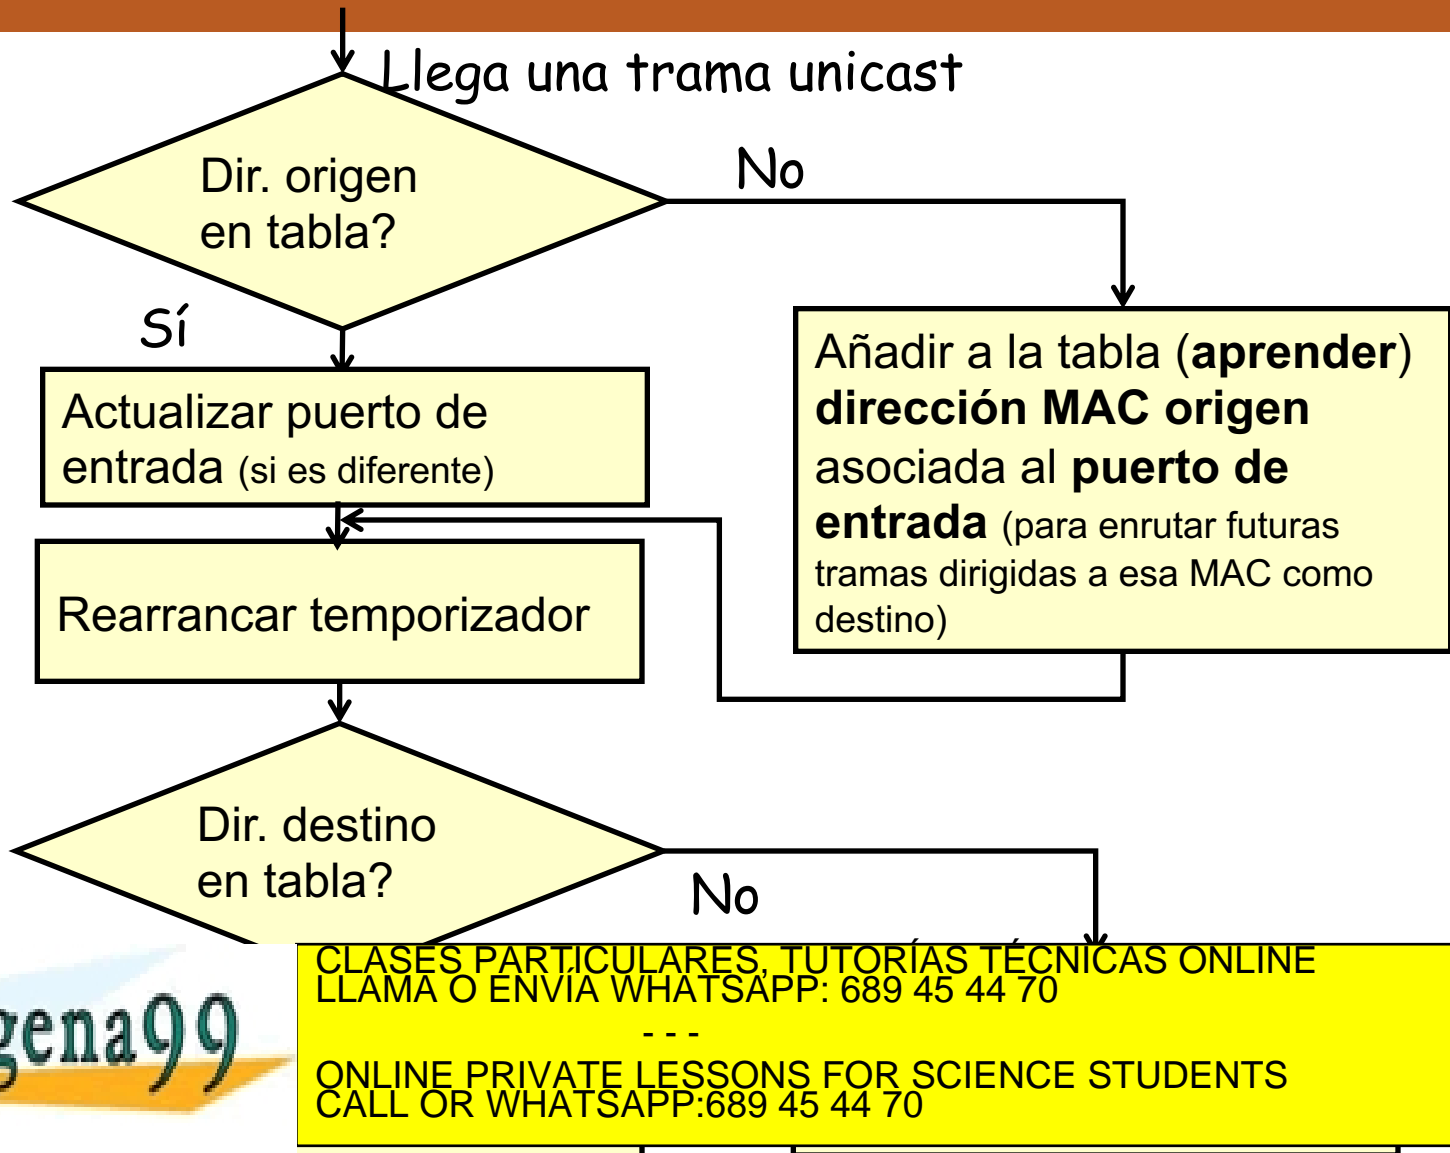 Llega una trama unicast
Dir. origen
en tabla?
No
Sí
Actualizar puerto de
entrada (si es diferente)
Añadir a la tabla (aprender)
dirección MAC origen
asociada al puerto de
entrada (para enrutar futuras
tramas dirigidas a esa MAC como
destino)
Rearrancar temporizador
Dir. destino
en tabla?
No
gena99
CLASES PARTICULARES, TUTORÍAS TÉCNICAS ONLINE
LLAMA O ENVÍA WHATSAPP: 689 45 44 70
- - -
ONLINE PRIVATE LESSONS FOR SCIENCE STUDENTS
CALL OR WHATSAPP:689 45 44 70